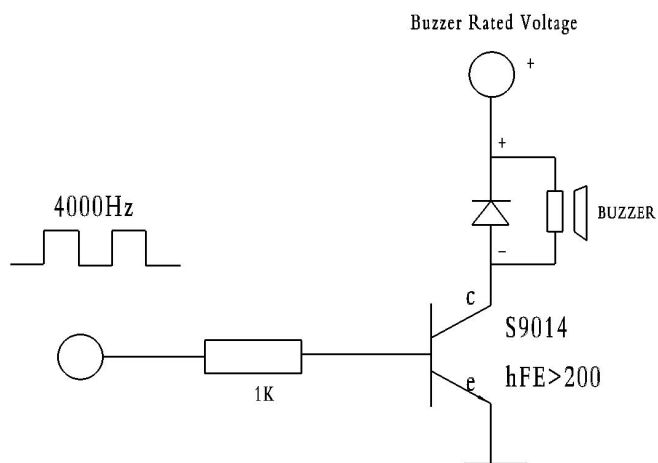 Buzzer Rated Voltage
+
+
4000Hz
BUZZER
−
c
S9014
e
hFE>200
1K